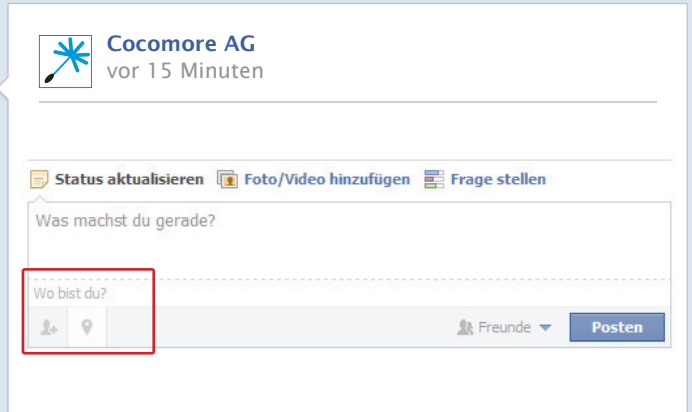 Cocomore AG
vor 15 Minuten
Status aktualisieren Foto/Video hinzufügen Frage stellen
Was machst du gerade?
Wo bist du?
Freunde Posten